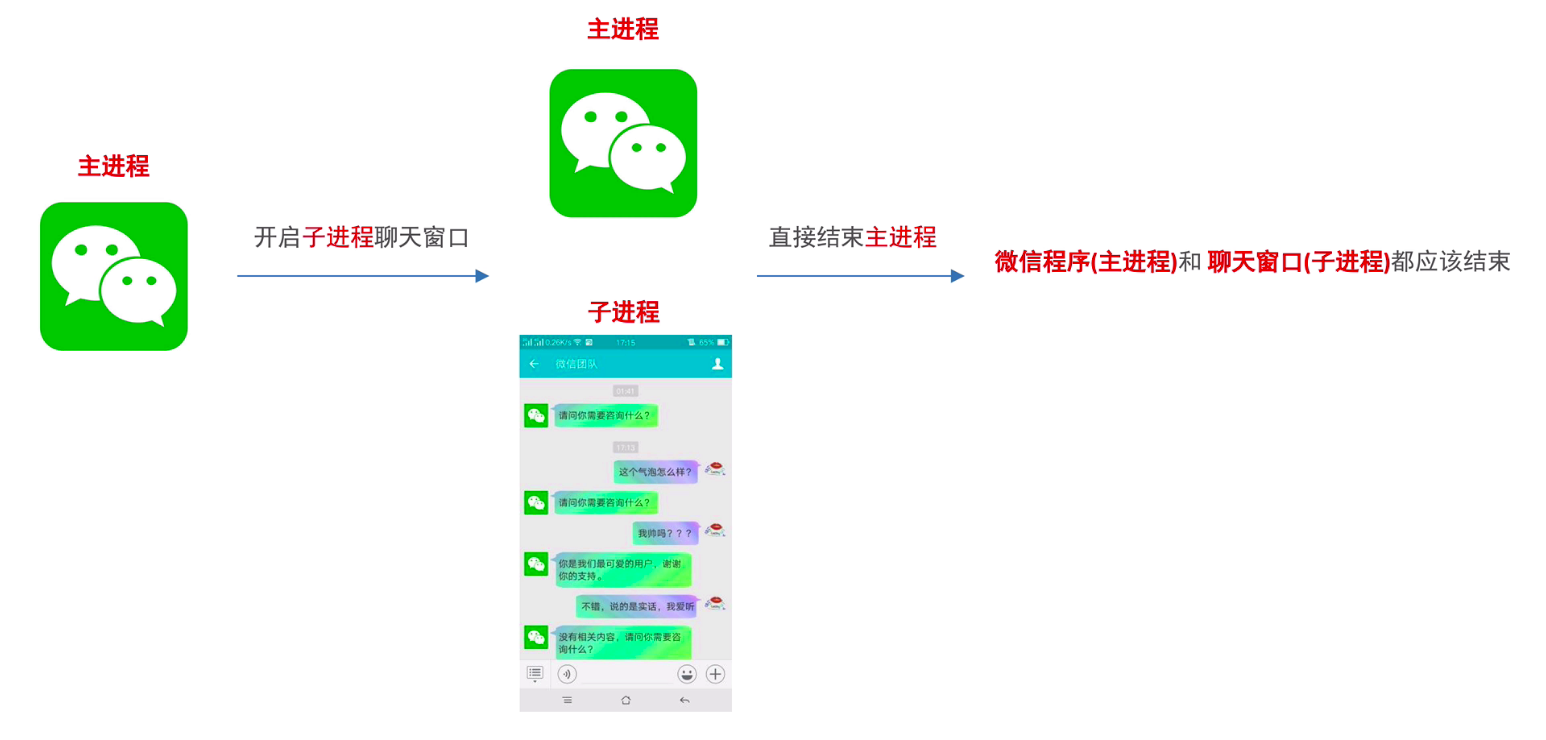 主进程
开启子进程聊天窗口
主进程
子进程
0.26K/s 17:15 65%
微信团队
01:41
请问你需要咨询什么?
17:15
这个气泡怎么样?
请问你需要咨询什么?
我帅吗???
你是我们最可爱的用户,谢谢
你的支持。
不错,说的是实话,我爱听
没有相关内容,请问你需要咨
询什么?
直接结束主进程
微信程序(主进程)和 聊天窗口(子进程)都应该结束